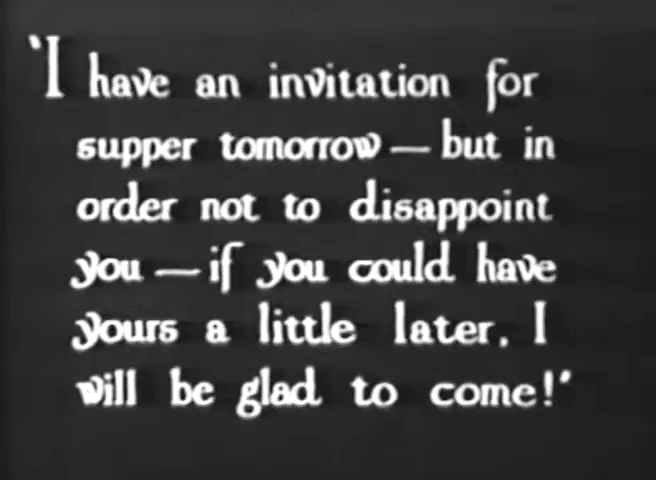 'I have an invitation for
supper tomorrow — but in
order not to disappoint
you — if you could have
yours a little later, I
will be glad to come!'